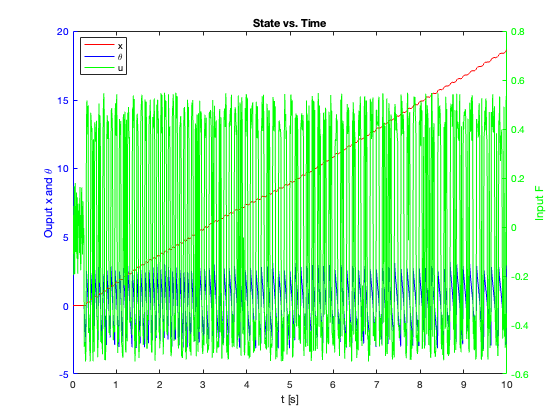 State vs. Time
x
θ
u
Ouput x and θ
20
15
10
5
0
-5
0.8
0.6
0.4
0.2
0
-0.2
-0.4
-0.6
Input F
0 1 2 3 4 5 6 7 8 9 10
t [s]